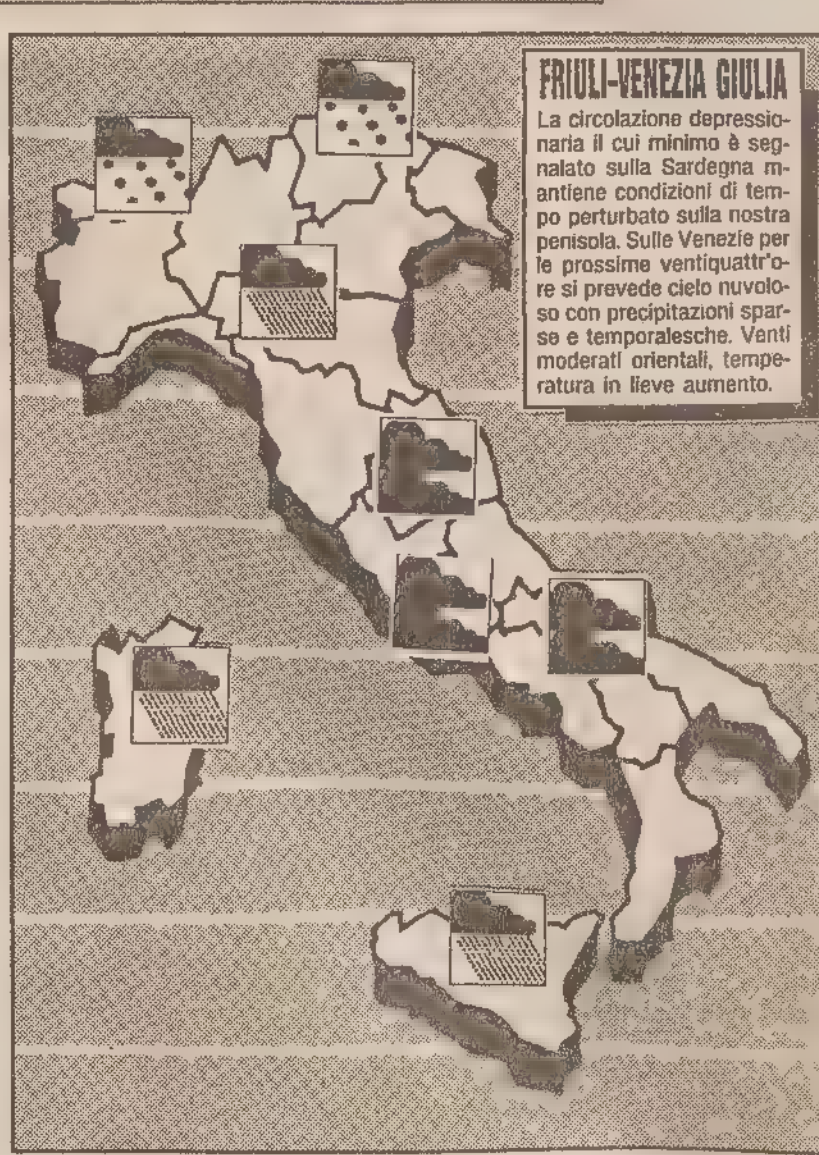 FRIULI-VENEZIA GIULIA
La circolazione depressio-
naria il cui minimo è seg-
nalato sulla Sardegna m-
antiene condizioni di tem-
po perturbato sulla nostra
penisola. Sulle Venezie per
le prossime ventiquattr'o-
re si prevede cielo nuvolo-
so con precipitazioni spar-
se e temporalesche. Venti
moderati orientali, tempe-
ratura in lieve aumento.